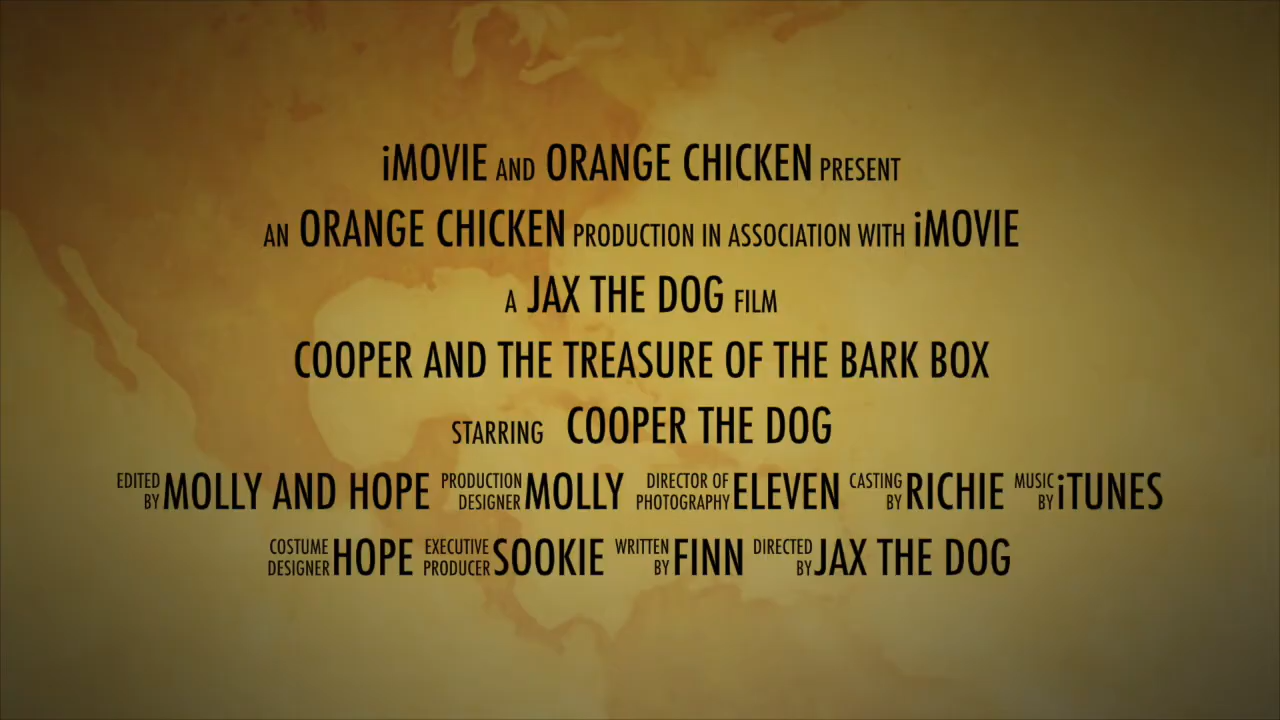 iMOVIE AND ORANGE CHICKEN PRESENT
AN ORANGE CHICKEN PRODUCTION IN ASSOCIATION WITH iMOVIE
A JAX THE DOG FILM
COOPER AND THE TREASURE OF THE BARK BOX
STARRING COOPER THE DOG
EDITED BY MOLLY AND HOPE PRODUCTION DESIGNER MOLLY DIRECTOR OF PHOTOGRAPHY ELEVEN CASTING BY RICHIE MUSIC BY iTUNES
COSTUME DESIGNER HOPE EXECUTIVE PRODUCER SOOKIE WRITTEN BY FINN DIRECTED BY JAX THE DOG